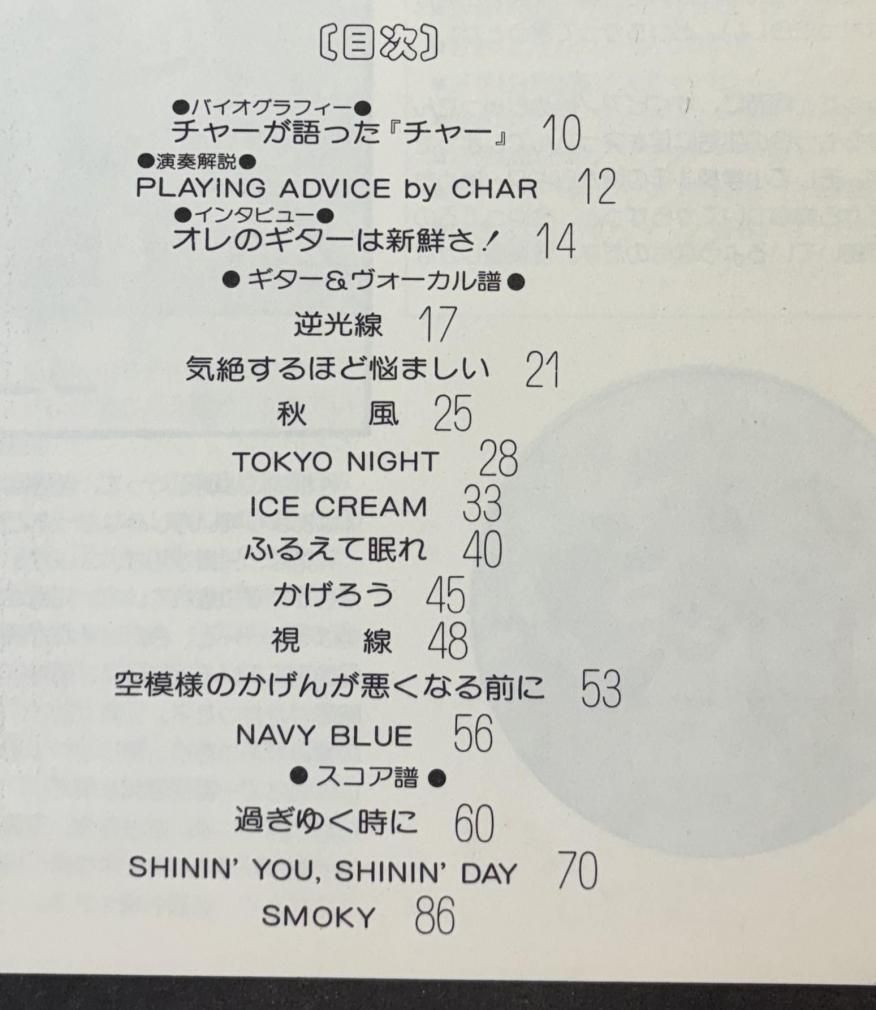 〔目次〕
●バイオグラフィー●
チャーが語った『チャー』 10
●演奏解説●
PLAYING ADVICE by CHAR 12
●インタビュー●
オレのギターは新鮮さ! 14
●ギター&ヴォーカル譜●
逆光線 17
気絶するほど悩ましい 21
秋 風 25
TOKYO NIGHT 28
ICE CREAM 33
ふるえて眠れ 40
かげろう 45
視 線 48
空模様のかげんが悪くなる前に 53
NAVY BLUE 56
●スコア譜●
過ぎゆく時に 60
SHININ' YOU, SHININ' DAY 70
SMOKY 86